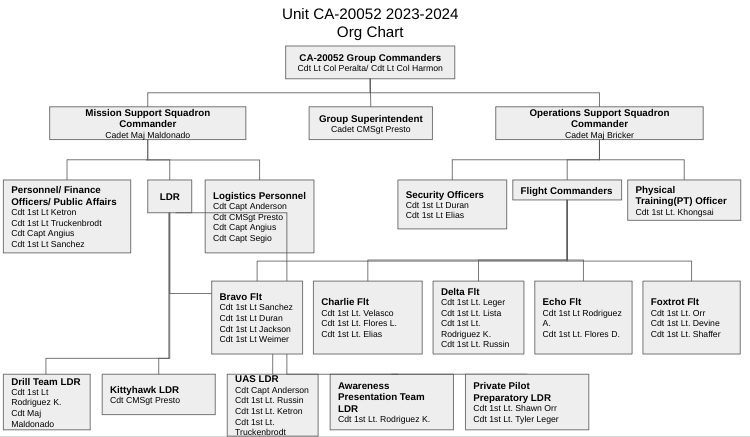 Unit CA-20052 2023-2024
Org Chart
CA-20052 Group Commanders
Cdt Lt Col Peralta/ Cdt Lt Col Harmon
Mission Support Squadron
Commander
Cadet Maj Maldonado
Group Superintendent
Cadet CMSgt Presto
Operations Support Squadron
Commander
Cadet Maj Bricker
Personnel/ Finance
Officers/ Public Affairs
Cdt 1st Lt Ketron
Cdt 1st Lt Truckenbrodt
Cdt Capt Angius
Cdt 1st Lt Sanchez
LDR
Logistics Personnel
Cdt Capt Anderson
Cdt CMSgt Presto
Cdt Capt Angius
Cdt Capt Segio
Security Officers
Cdt 1st Lt Duran
Cdt 1st Lt Elias
Flight Commanders
Physical
Training(PT) Officer
Cdt 1st Lt. Khongsai
Bravo Flt
Cdt 1st Lt Sanchez
Cdt 1st Lt Duran
Cdt 1st Lt Jackson
Cdt 1st Lt Weimer
Charlie Flt
Cdt 1st Lt. Velasco
Cdt 1st Lt. Flores L.
Cdt 1st Lt. Elias
Delta Flt
Cdt 1st Lt. Leger
Cdt 1st Lt. Lista
Cdt 1st Lt.
Rodriguez K.
Cdt 1st Lt. Russin
Echo Flt
Cdt 1st Lt Rodriguez
A.
Cdt 1st Lt. Flores D.
Foxtrot Flt
Cdt 1st Lt. Orr
Cdt 1st Lt. Devine
Cdt 1st Lt. Shaffer
Drill Team LDR
Cdt 1st Lt
Rodriguez K.
Cdt Maj
Maldonado
Kittyhawk LDR
Cdt CMSgt Presto
UAS LDR
Cdt Capt Anderson
Cdt 1st Lt. Russin
Cdt 1st Lt. Ketron
Cdt 1st Lt.
Truckenbrodt
Awareness
Presentation Team
LDR
Cdt 1st Lt. Rodriguez K.
Private Pilot
Preparatory LDR
Cdt 1st Lt. Shawn Orr
Cdt 1st Lt. Tyler Leger